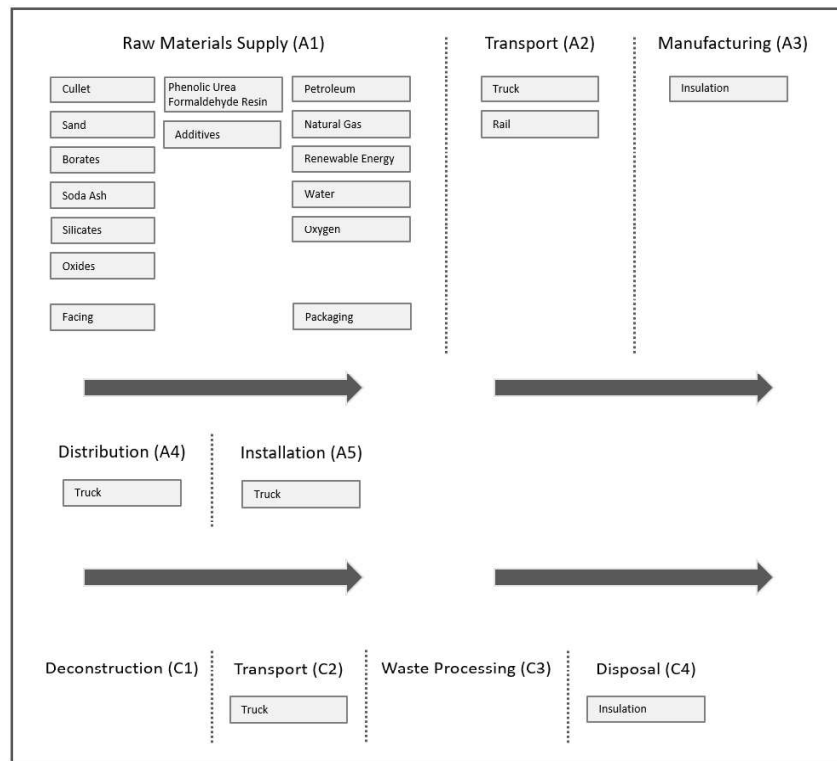 Raw Materials Supply (A1)
Cullet
Sand
Borates
Soda Ash
Silicates
Oxides
Facing
Phenolic Urea
Formaldehyde Resin
Additives
Petroleum
Natural Gas
Renewable Energy
Water
Oxygen
Packaging
Transport (A2)
Truck
Rail
Manufacturing (A3)
Insulation
Distribution (A4)
Truck
Installation (A5)
Truck
Deconstruction (C1)
Transport (C2)
Truck
Waste Processing (C3)
Disposal (C4)
Insulation